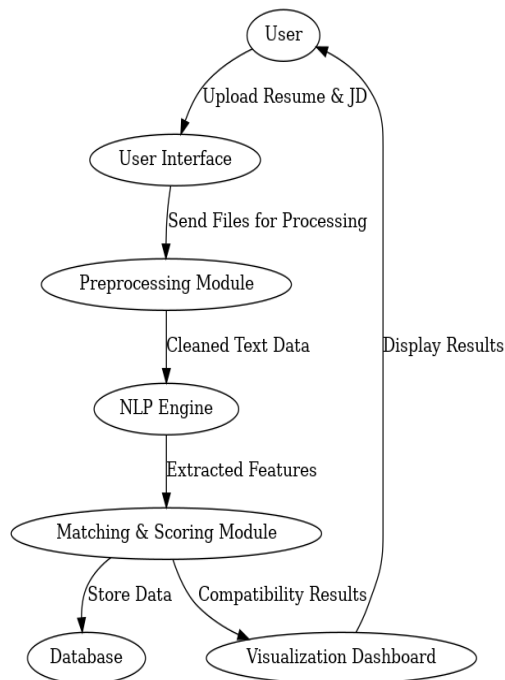 User
Upload Resume & JD
User Interface
Send Files for Processing
Preprocessing Module
Cleaned Text Data
Display Results
NLP Engine
Extracted Features
Matching & Scoring Module
Store Data
Compatibility Results
Database
Visualization Dashboard